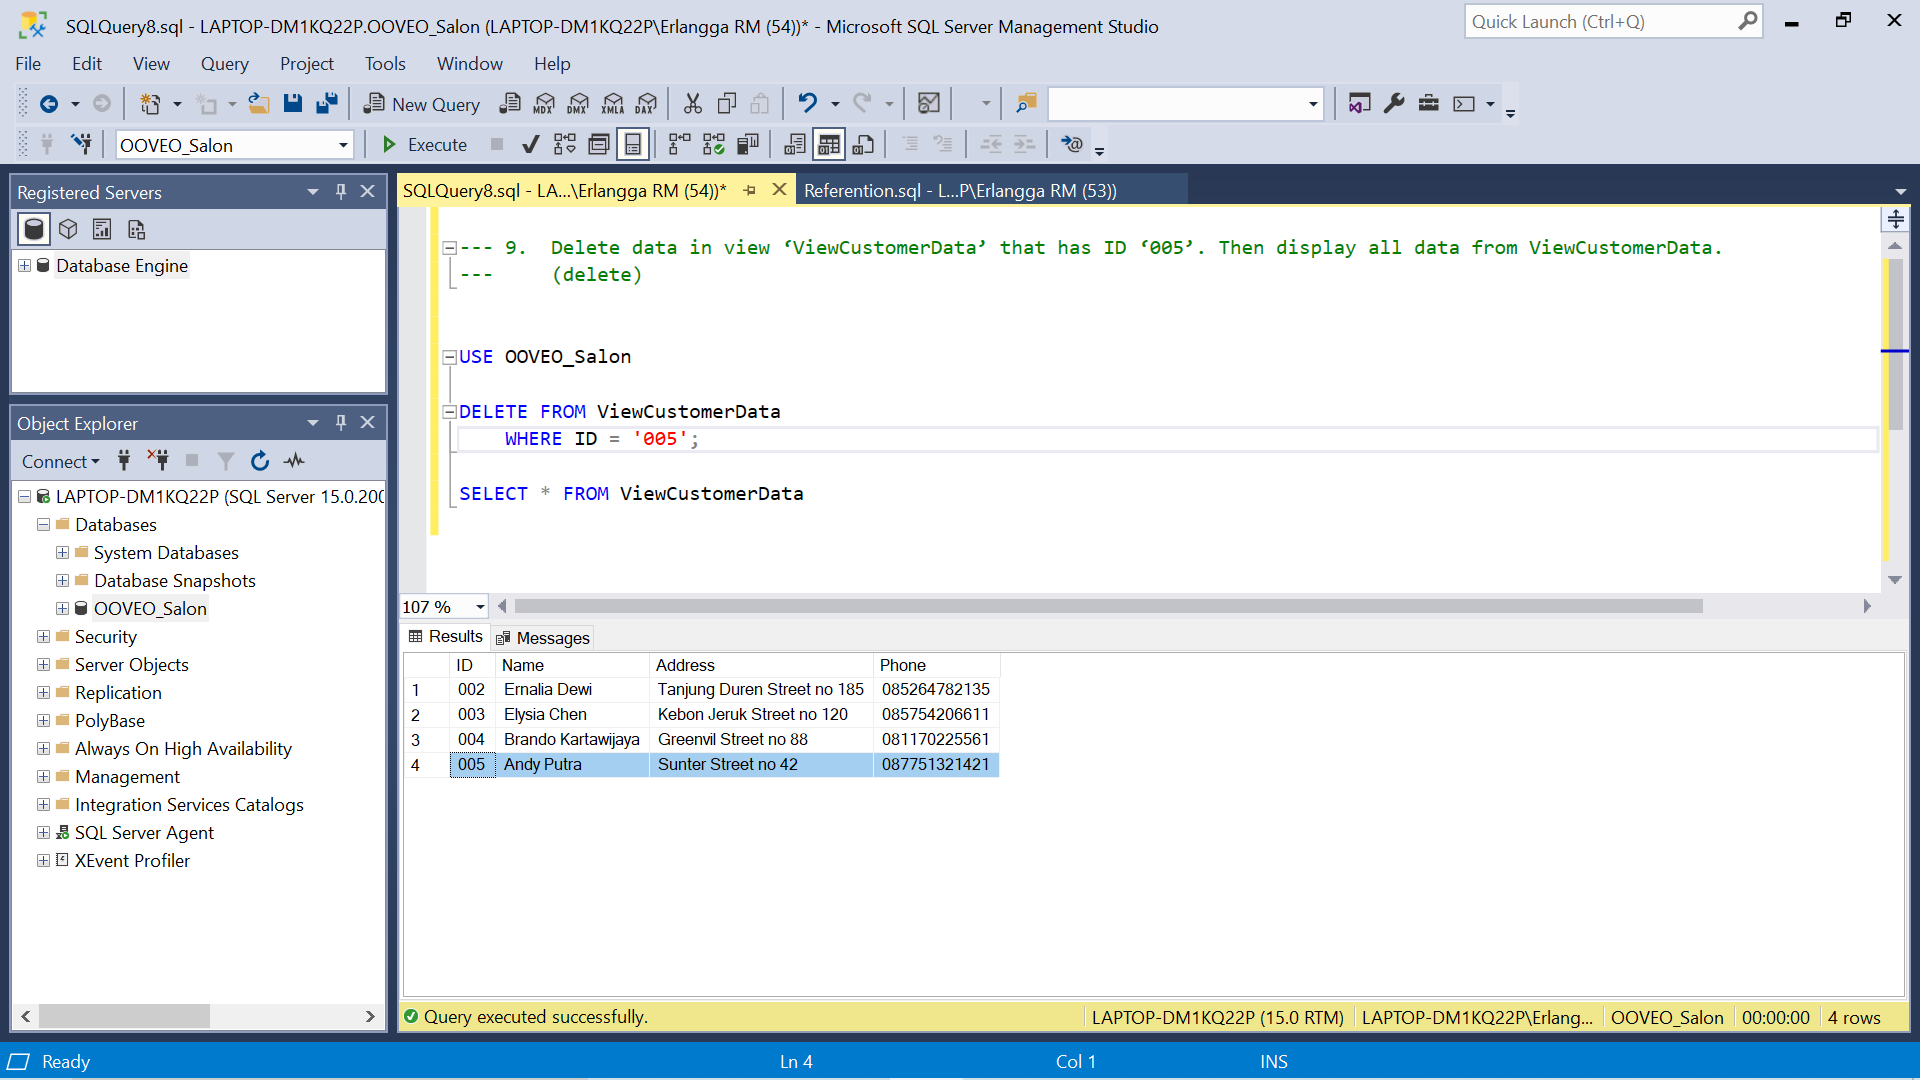 SQLQuery8.sql - LAPTOP-DM1KQ22P.OOVEO_Salon (LAPTOP-DM1KQ22P\Erlangga RM (54))* - Microsoft SQL Server Management Studio
Quick Launch (Ctrl+Q)
File Edit View Query Project Tools Window Help
New Query MDX DMX XMLA DAX
OOVEO_Salon Execute
Registered Servers
Database Engine
Object Explorer
Connect
LAPTOP-DM1KQ22P (SQL Server 15.0.200
Databases
System Databases
Database Snapshots
OOVEO_Salon
Security
Server Objects
Replication
PolyBase
Always On High Availability
Management
Integration Services Catalogs
SQL Server Agent
XEvent Profiler
SQLQuery8.sql - LA...\Erlangga RM (54))* Referention.sql - L...P\Erlangga RM (53))
--- 9. Delete data in view ‘ViewCustomerData’ that has ID ‘005’. Then display all data from ViewCustomerData.
--- (delete)
USE OOVEO_Salon
DELETE FROM ViewCustomerData
WHERE ID = '005';
SELECT * FROM ViewCustomerData
107 %
Results Messages
ID Name Address Phone
1 002 Ernalia Dewi Tanjung Duren Street no 185 085264782135
2 003 Elysia Chen Kebon Jeruk Street no 120 085754206611
3 004 Brando Kartawijaya Greenvil Street no 88 081170225561
4 005 Andy Putra Sunter Street no 42 087751321421
Query executed successfully. LAPTOP-DM1KQ22P (15.0 RTM) LAPTOP-DM1KQ22P\Erlang... OOVEO_Salon 00:00:00 4 rows
Ready Ln 4 Col 1 INS